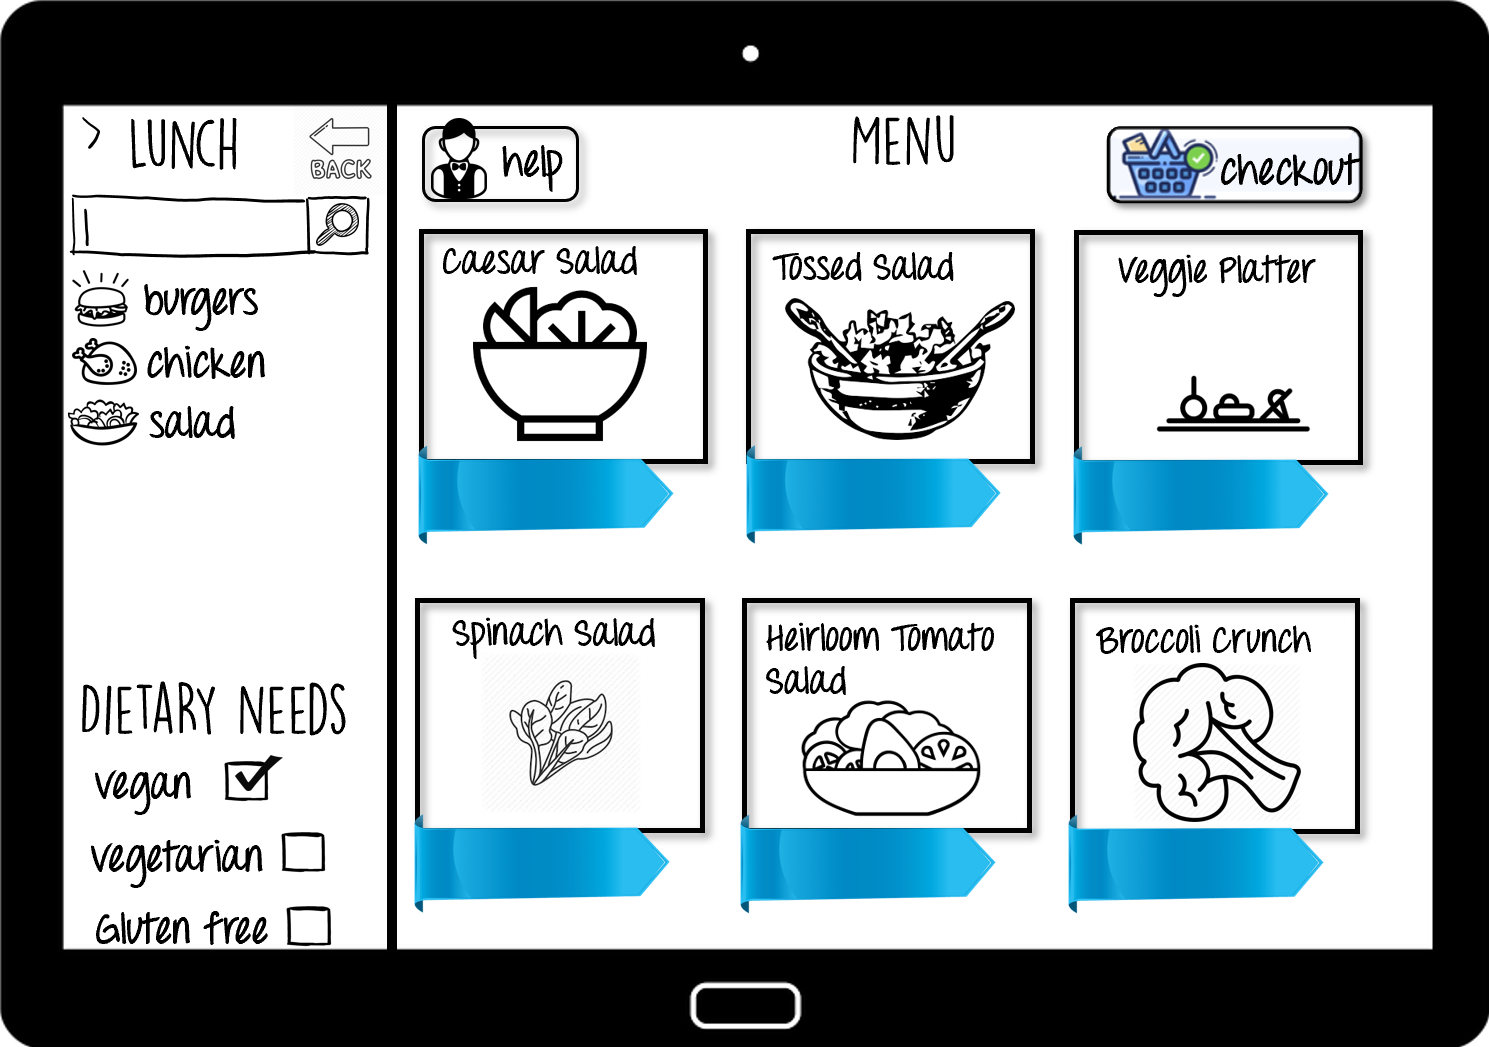 > LUNCH
BACK
burgers
chicken
salad
DIETARY NEEDS
vegan
vegetarian
Gluten free
help
MENU
checkout
Caesar Salad
Tossed Salad
Veggie Platter
Spinach Salad
Heirloom Tomato
Salad
Broccoli Crunch